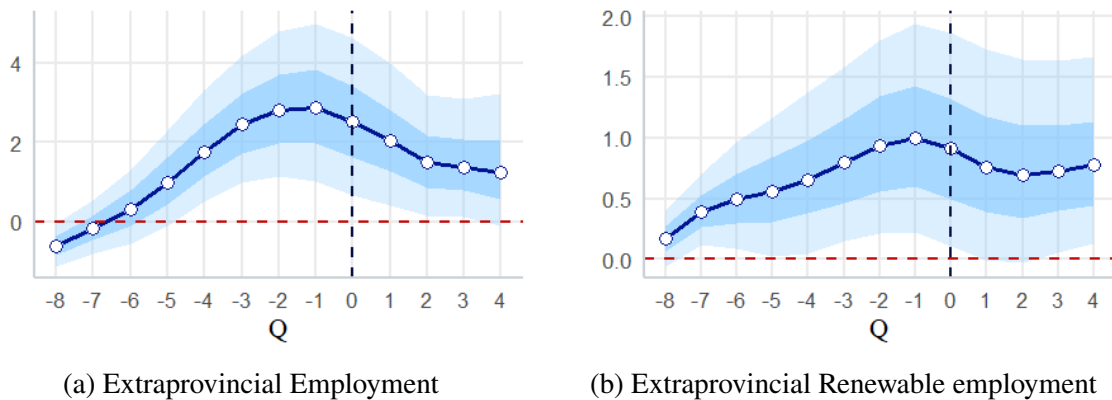 4
2
0
-8 -7 -6 -5 -4 -3 -2 -1 0 1 2 3 4
Q
(a) Extraprovincial Employment
2.0
1.5
1.0
0.5
0.0
-8 -7 -6 -5 -4 -3 -2 -1 0 1 2 3 4
Q
(b) Extraprovincial Renewable employment